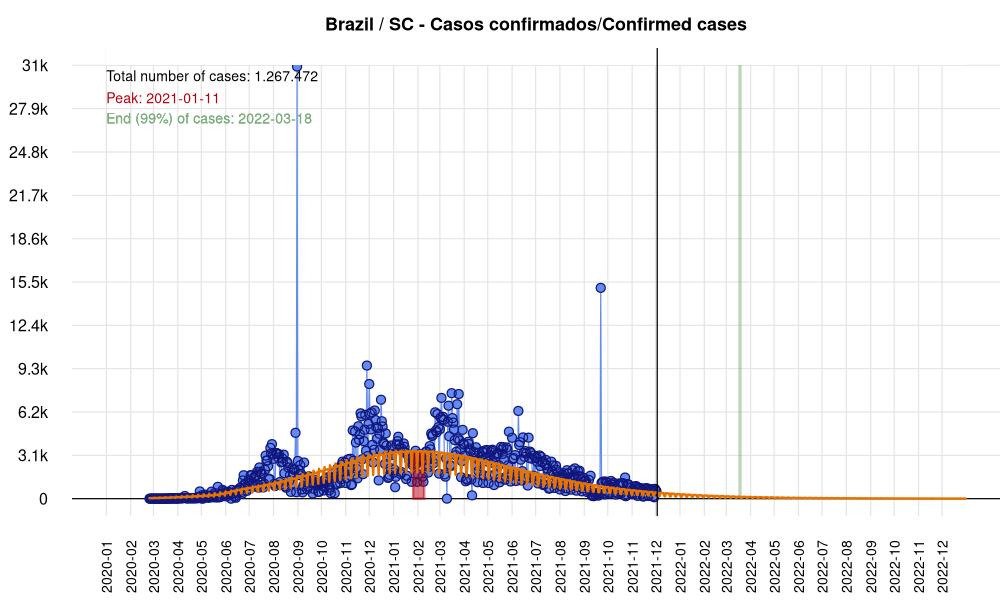 Brazil / SC - Casos confirmados/Confirmed cases
Total number of cases: 1.267.472
Peak: 2021-01-11
End (99%) of cases: 2022-03-18
31k
27.9k
24.8k
21.7k
18.6k
15.5k
12.4k
9.3k
6.2k
3.1k
0
2020-01
2020-02
2020-03
2020-04
2020-05
2020-06
2020-07
2020-08
2020-09
2020-10
2020-11
2020-12
2021-01
2021-02
2021-03
2021-04
2021-05
2021-06
2021-07
2021-08
2021-09
2021-10
2021-11
2021-12
2022-01
2022-02
2022-03
2022-04
2022-05
2022-06
2022-07
2022-08
2022-09
2022-10
2022-11
2022-12